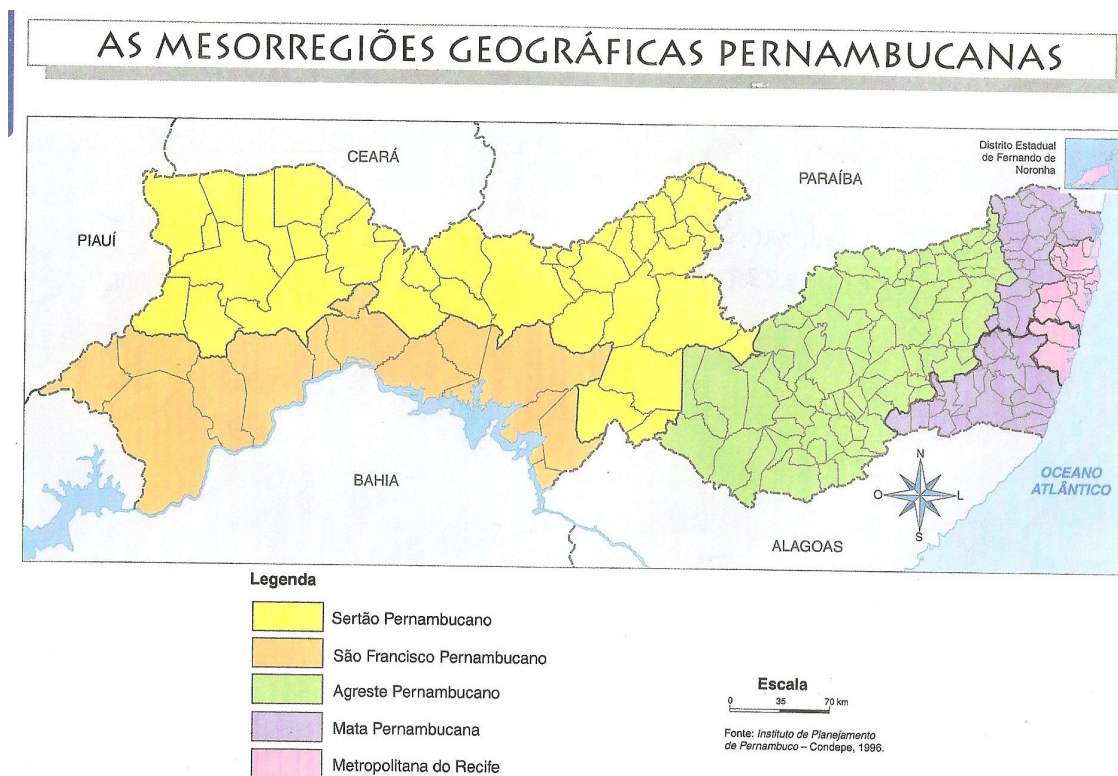 AS MESORREGIÕES GEOGRÁFICAS PERNAMBUCANAS
CEARÁ
Distrito Estadual
de Fernando de
Noronha
PARAÍBA
PIAUÍ
BAHIA
N
O
L
S
OCEANO
ATLÂNTICO
ALAGOAS
Legenda
Sertão Pernambucano
São Francisco Pernambucano
Agreste Pernambucano
Mata Pernambucana
Metropolitana do Recife
Escala
0 35 70 km
Fonte: Instituto de Planejamento
de Pernambuco – Condepe, 1996.